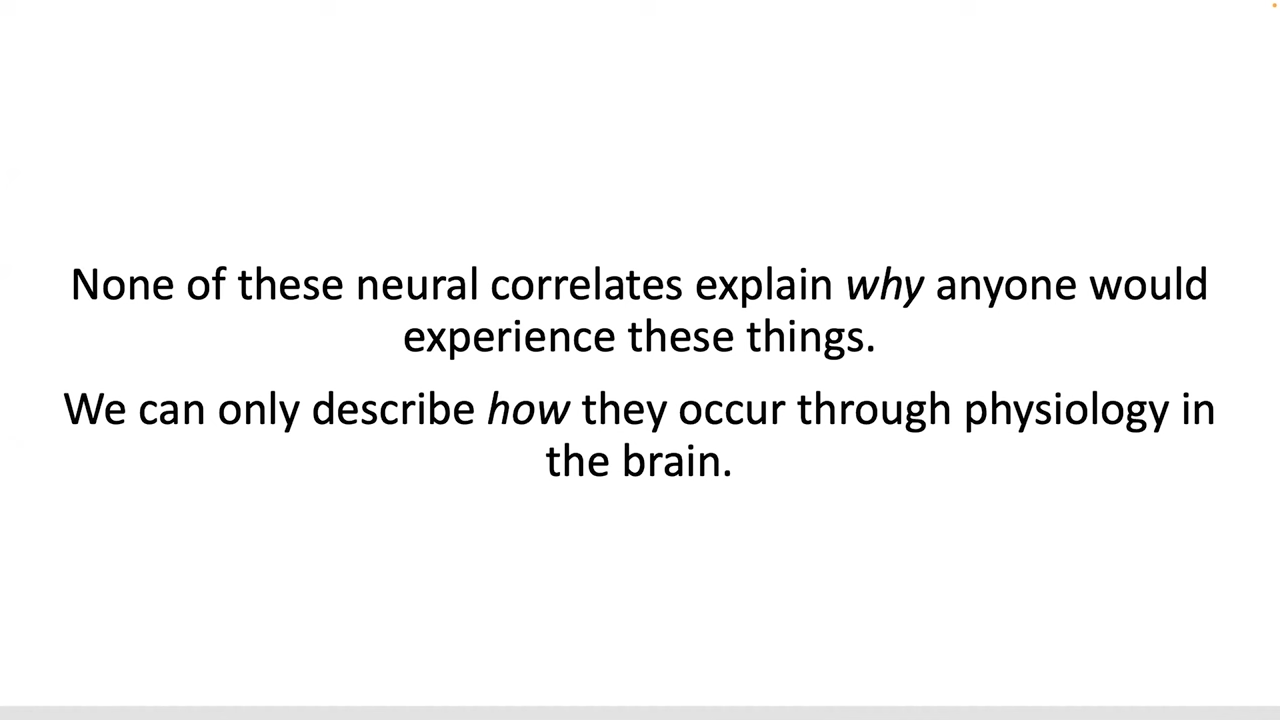 None of these neural correlates explain why anyone would
experience these things.
We can only describe how they occur through physiology in
the brain.